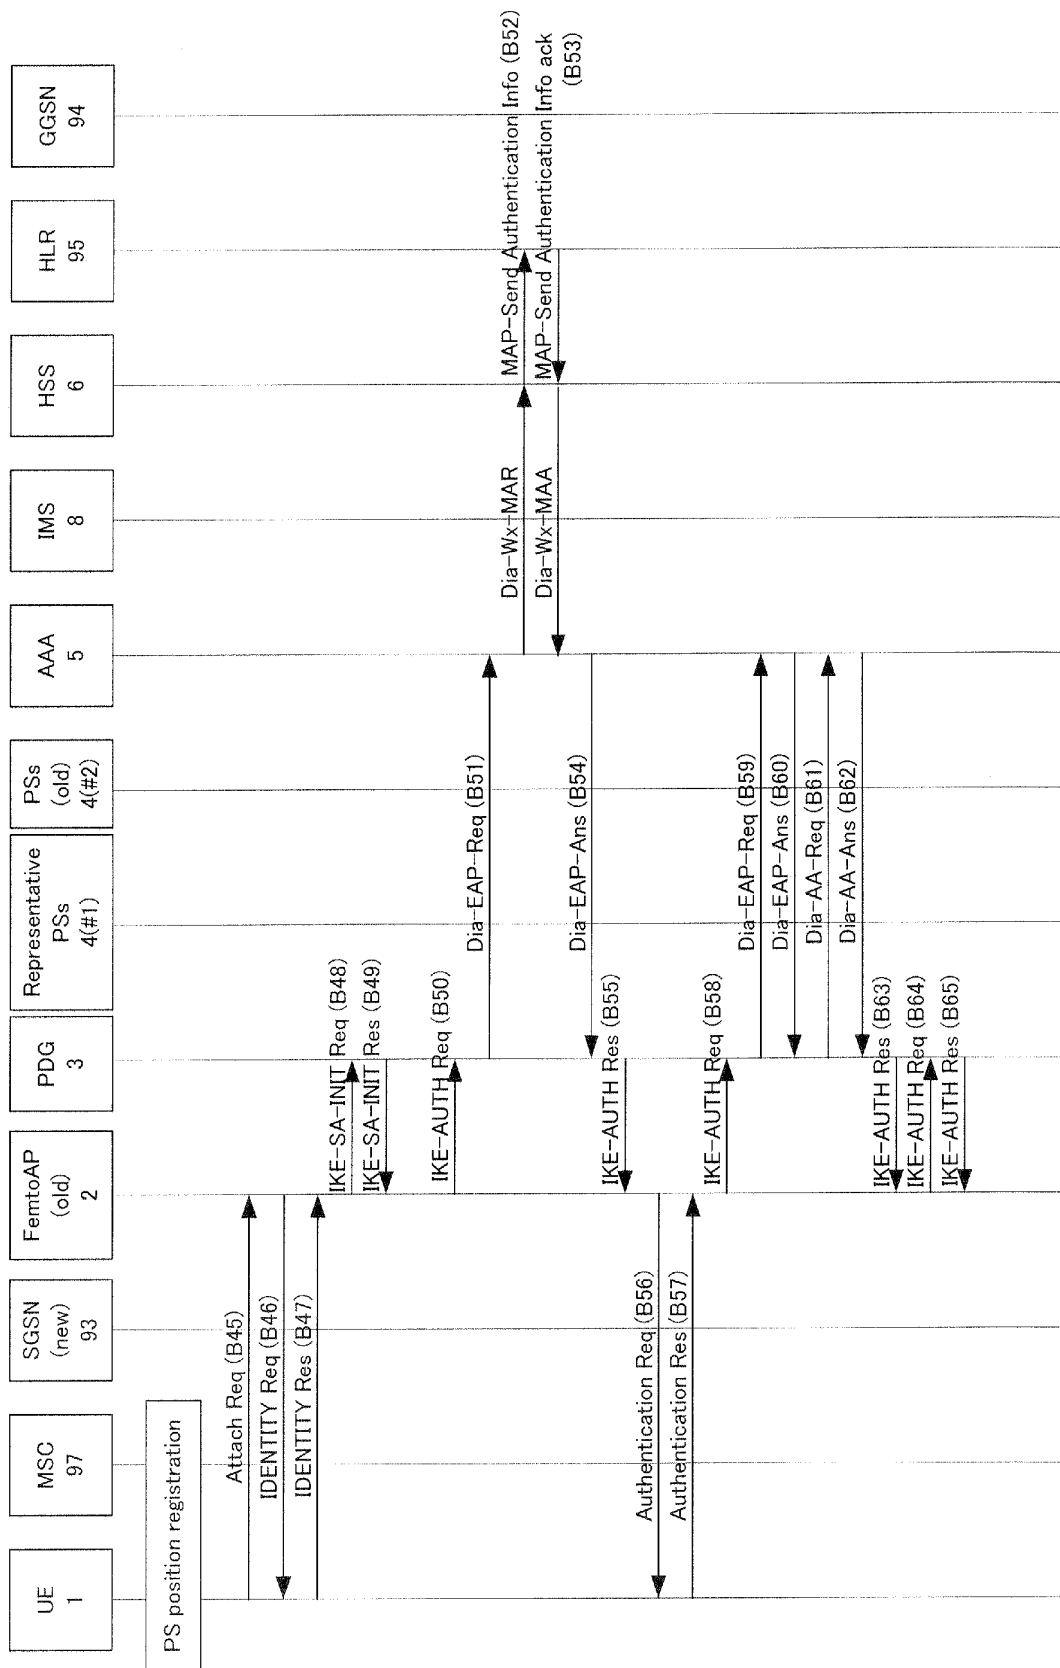 UE
1
MSC
97
SGSN
(new)
93
FemtoAP
(old)
2
PDG
3
Representative
PSs
4(#1)
PSs
(old)
4(#2)
AAA
5
IMS
8
HSS
6
HLR
95
GGSN
94
PS position registration
Attach Req (B45)
IDENTITY Req (B46)
IDENTITY Res (B47)
IKE-SA-INIT Req (B48)
IKE-SA-INIT Res (B49)
IKE-AUTH Req (B50)
Dia-EAP-Req (B51)
Dia-Wx-MAR
MAP-Send Authentication Info (B52)
Dia-Wx-MAA
MAP-Send Authentication Info ack
(B53)
Dia-EAP-Ans (B54)
IKE-AUTH Res (B55)
Authentication Req (B56)
Authentication Res (B57)
IKE-AUTH Req (B58)
Dia-EAP-Req (B59)
Dia-EAP-Ans (B60)
Dia-AA-Req (B61)
Dia-AA-Ans (B62)
IKE-AUTH Res (B63)
IKE-AUTH Req (B64)
IKE-AUTH Res (B65)